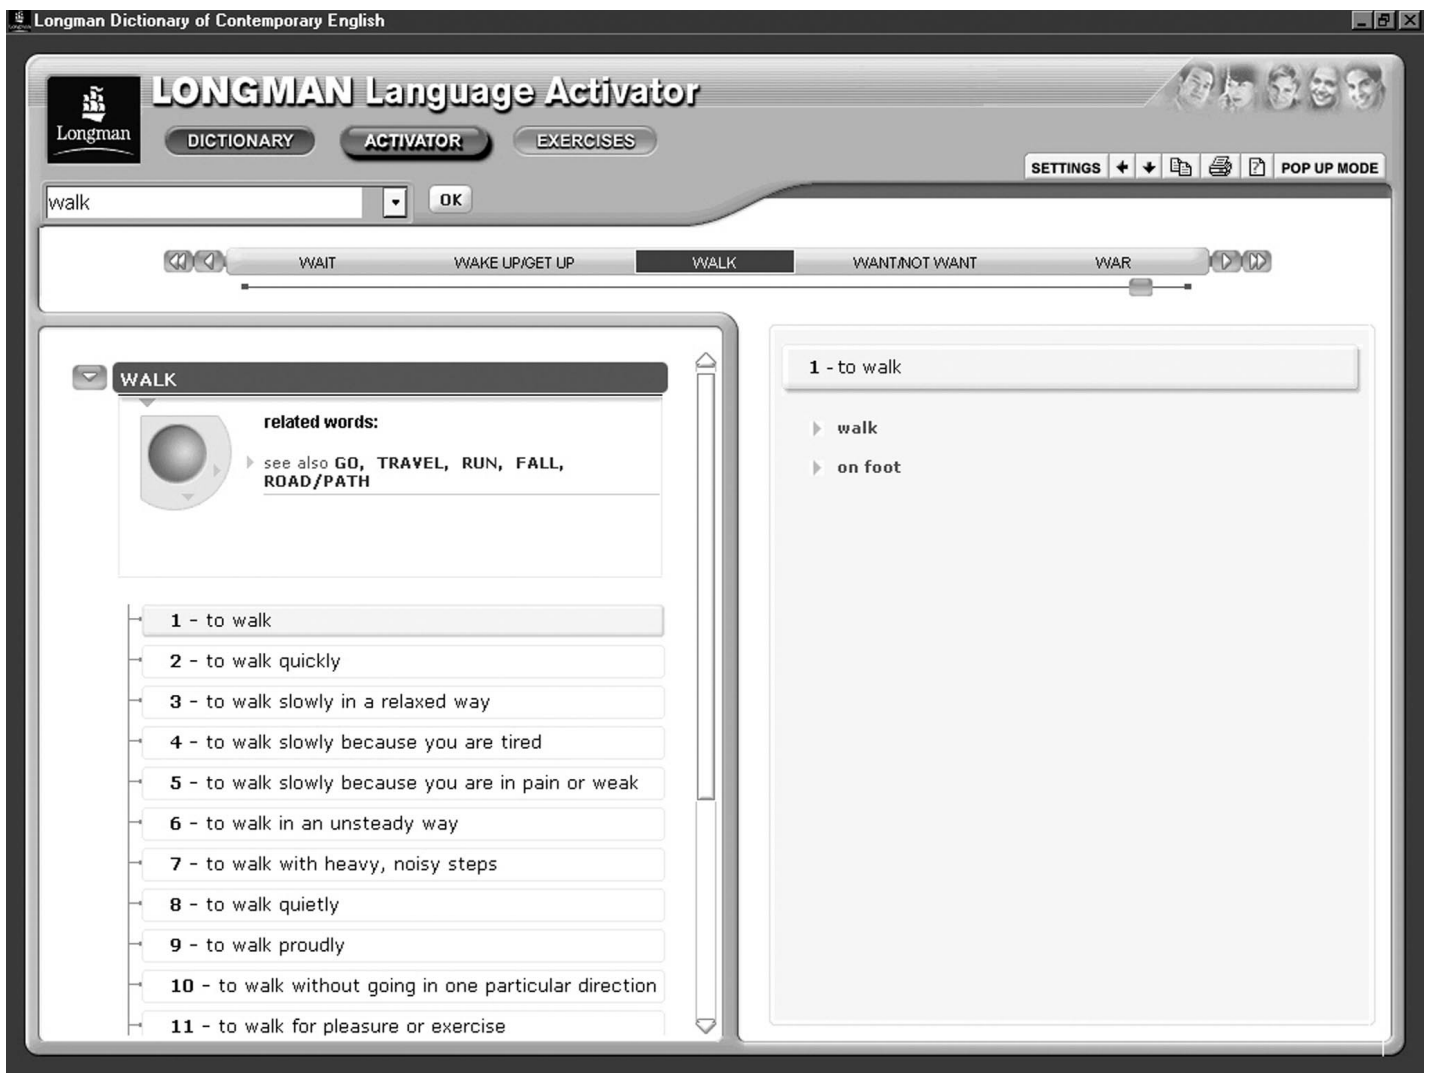 Longman Dictionary of Contemporary English
LONGMAN Language Activator
Longman
DICTIONARY ACTIVATOR EXERCISES
SETTINGS POP UP MODE
walk OK
WAIT WAKE UP/GET UP WALK WANT/NOT WANT WAR
WALK
related words:
see also GO, TRAVEL, RUN, FALL,
ROAD/PATH
1 - to walk
2 - to walk quickly
3 - to walk slowly in a relaxed way
4 - to walk slowly because you are tired
5 - to walk slowly because you are in pain or weak
6 - to walk in an unsteady way
7 - to walk with heavy, noisy steps
8 - to walk quietly
9 - to walk proudly
10 - to walk without going in one particular direction
11 - to walk for pleasure or exercise
1 - to walk
walk
on foot